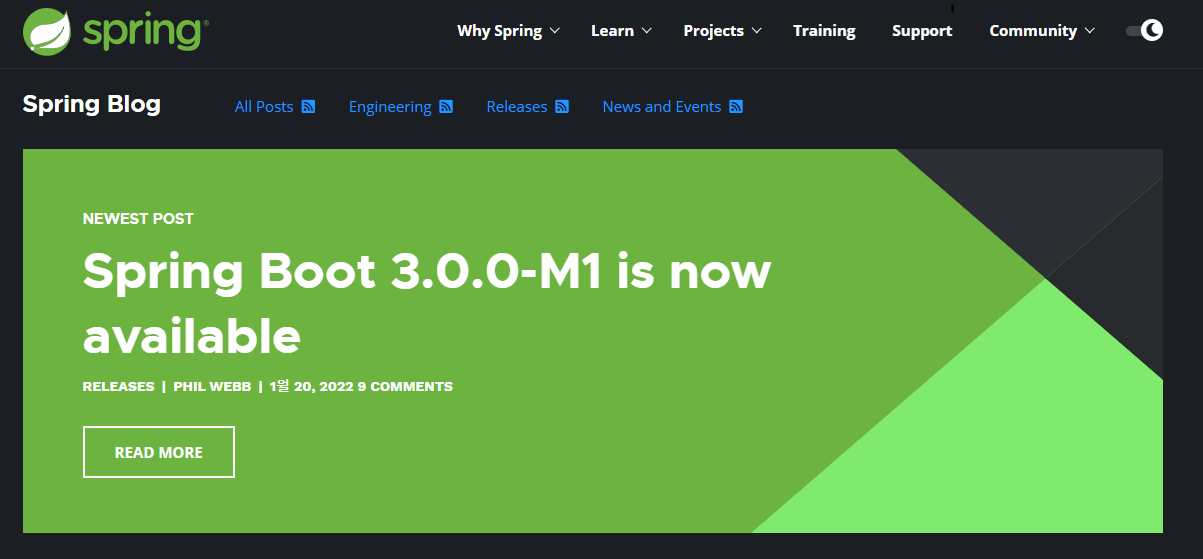 spring
Why Spring Learn Projects Training Support Community
Spring Blog All Posts Engineering Releases News and Events
NEWEST POST
Spring Boot 3.0.0-M1 is now
available
RELEASES | PHIL WEBB | 1월 20, 2022 9 COMMENTS
READ MORE